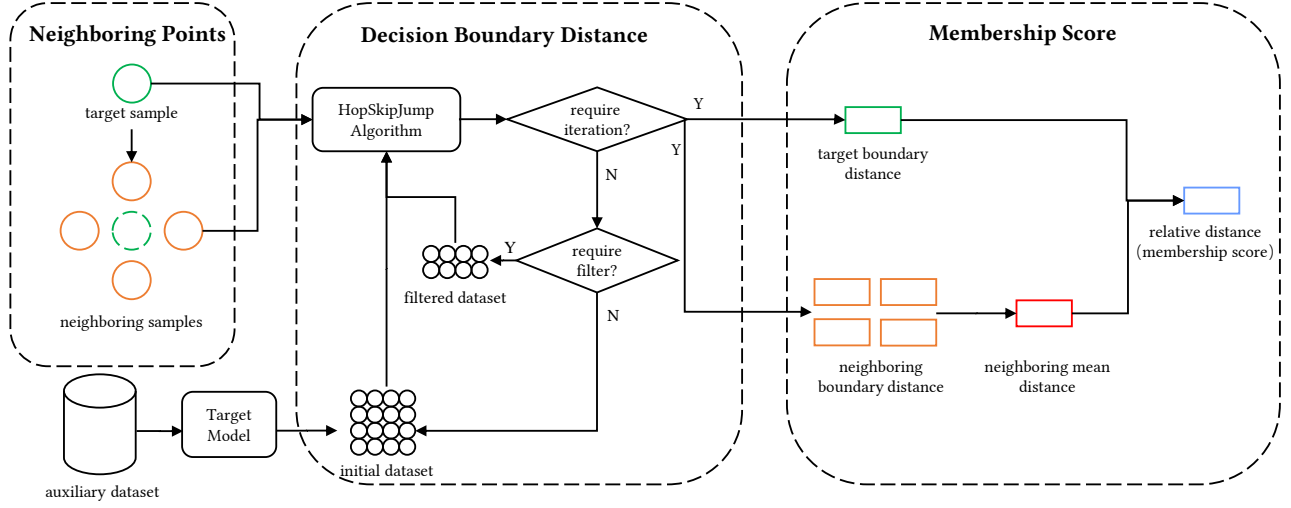 Neighboring Points
target sample
neighboring samples
auxiliary dataset
Target
Model
Decision Boundary Distance
HopSkipJump
Algorithm
require
iteration?
Y
Y
N
require
filter?
Y
N
filtered dataset
initial dataset
Membership Score
target boundary
distance
relative distance
(membership score)
neighboring
boundary distance
neighboring mean
distance